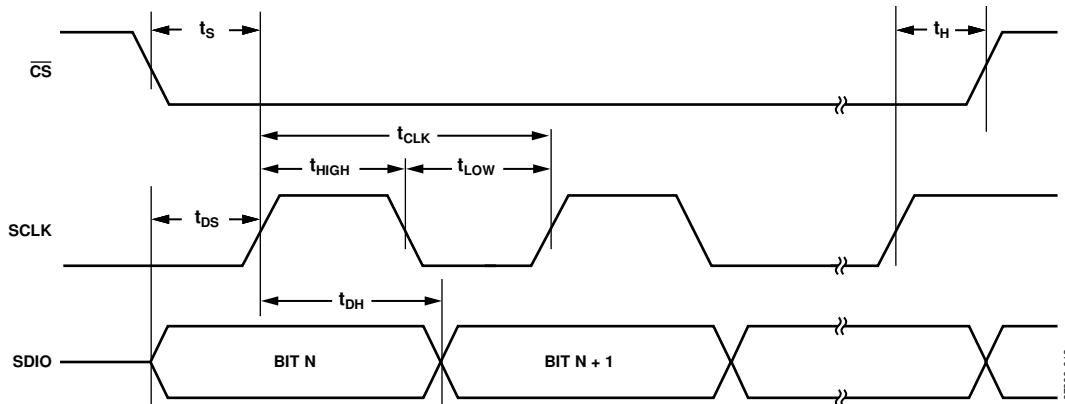 tS
tH
CS
tCLK
tHIGH
tLOW
tDS
SCLK
tDH
SDIO
BIT N
BIT N + 1